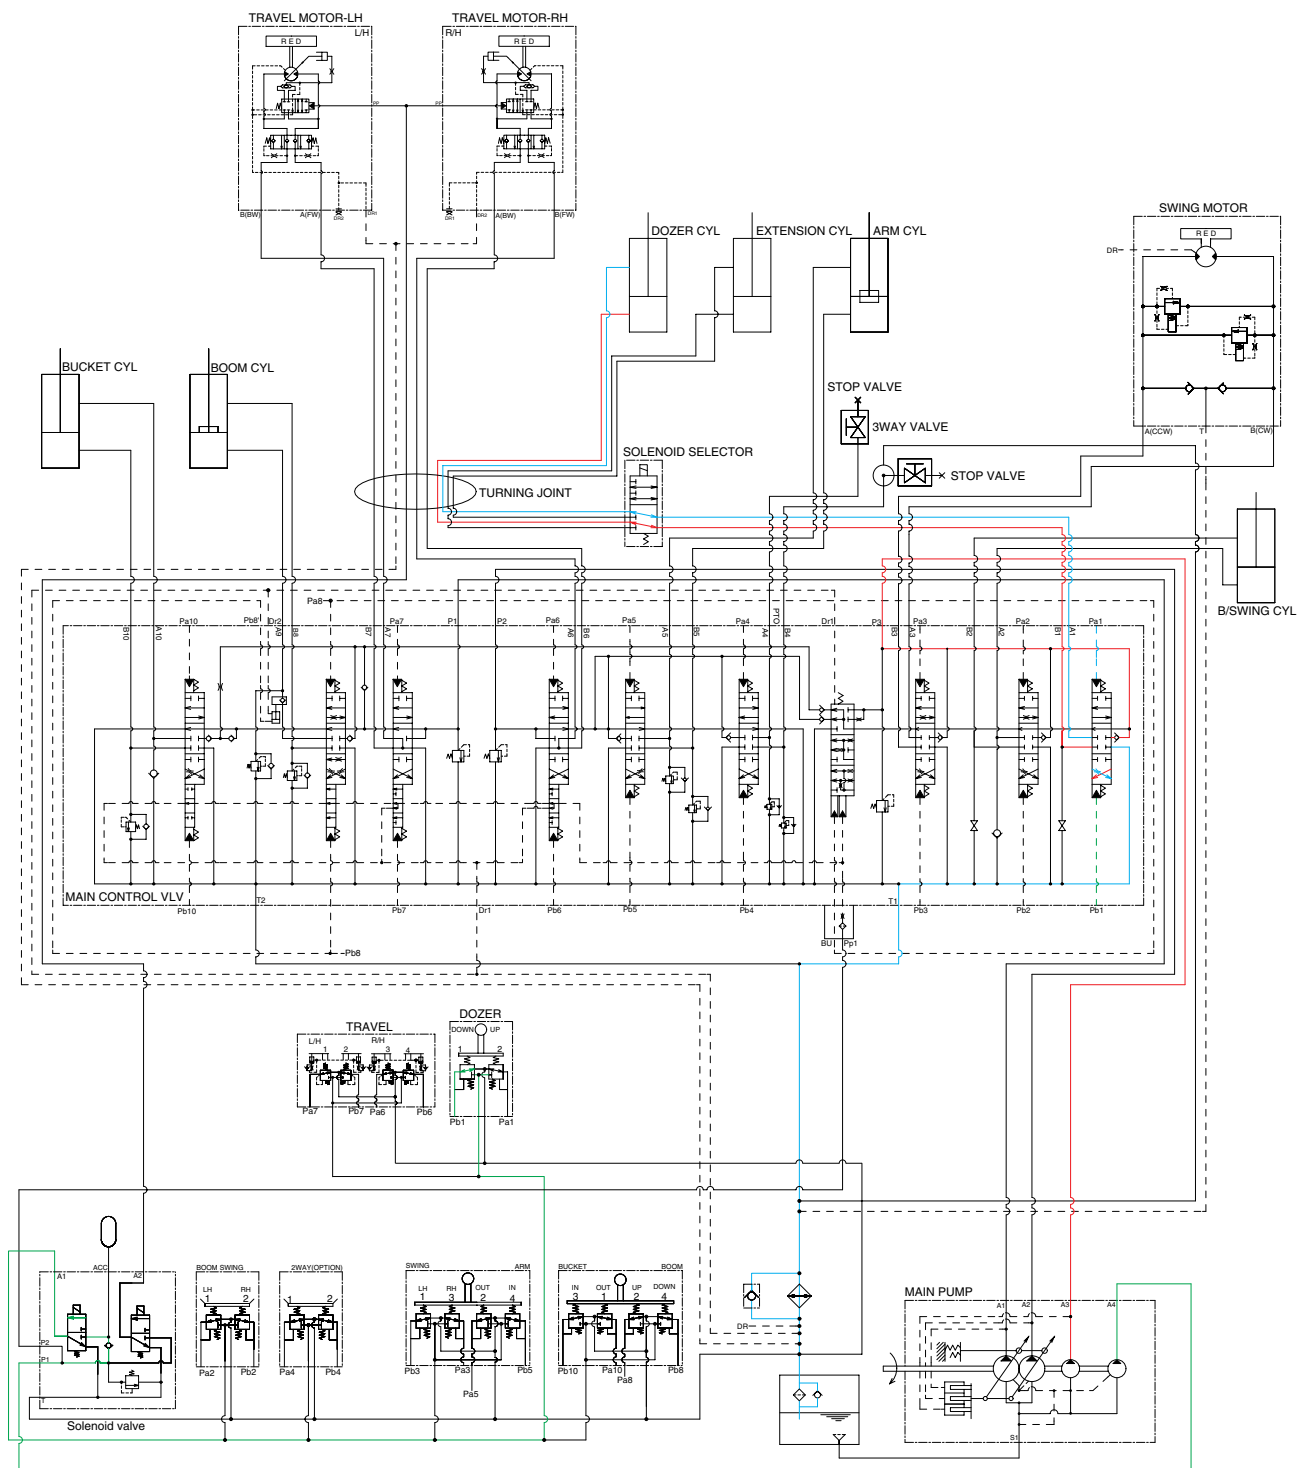 TRAVEL MOTOR-LH
TRAVEL MOTOR-RH
L/H
R/H
RED
RED
PP
PP
B(BW)
A(FW)
DR2
DR1
DR1
DR2
A(BW)
B(FW)
SWING MOTOR
RED
DR
A(CCW)
T
B(CW)
DOZER CYL
EXTENSION CYL
ARM CYL
BUCKET CYL
BOOM CYL
STOP VALVE
3WAY VALVE
SOLENOID SELECTOR
STOP VALVE
TURNING JOINT
B/SWING CYL
Pa8
B10
A10
Pa10
Pb8'
Dr2
A9
B8
B7
A7
Pa7
P1
P2
Pa6
A6
B6
Pa5
A5
B5
Pa4
PTO
A4
B4
Dr1
P3
B3
A3
Pa3
B2
A2
Pa2
B1
A1
Pa1
MAIN CONTROL VLV
Pb10
T2
Pb7
Dr1
Pb6
Pb5
Pb4
T1
Pb3
Pb2
Pb1
BU
Pp1
Pb8
TRAVEL
L/H
R/H
1
2
3
4
Pa7
Pb7
Pa6
Pb6
DOZER
DOWN
UP
1
2
Pb1
Pa1
A1
ACC
A2
P2
P1
T
Solenoid valve
BOOM SWING
LH
RH
1
2
Pa2
Pb2
2WAY(OPTION)
1
2
Pa4
Pb4
SWING
ARM
LH
RH
OUT
IN
1
3
2
4
Pb3
Pa3
Pb5
Pa5
BUCKET
BOOM
IN
OUT
UP
DOWN
3
1
2
4
Pb10
Pa10
Pb8
Pa8
DR
MAIN PUMP
A1
A2
A3
A4
S1